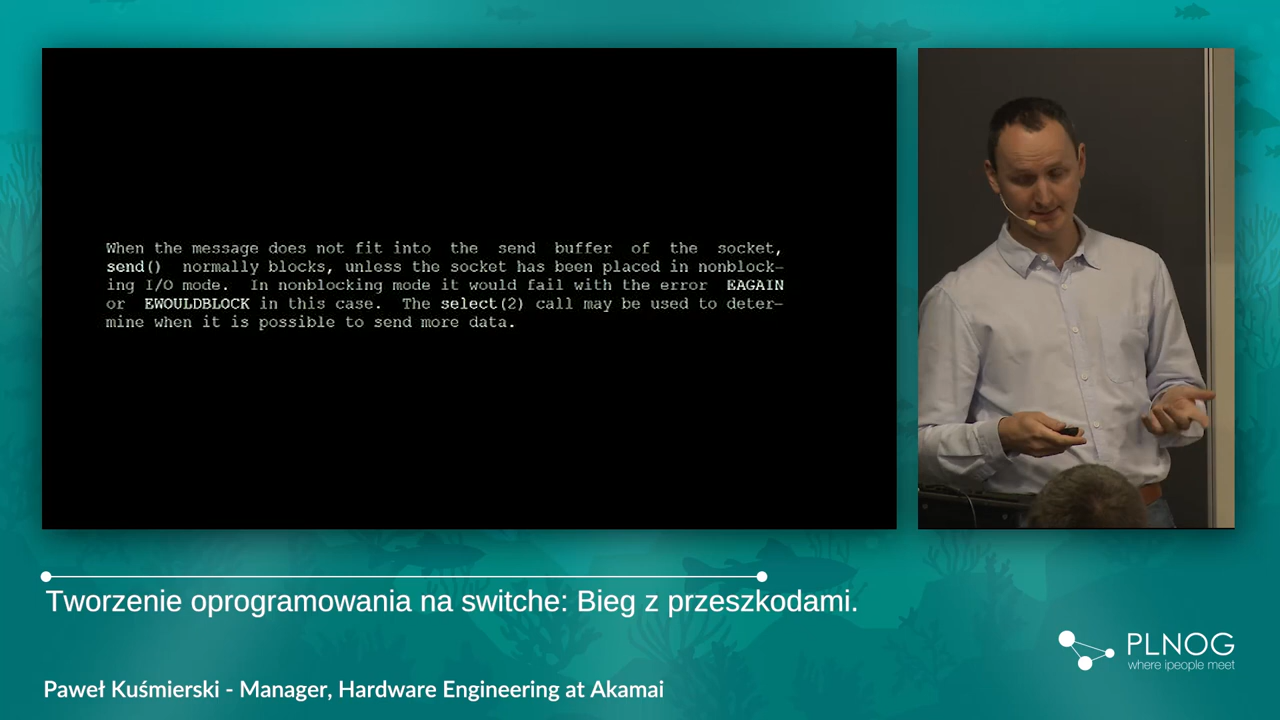 When the message does not fit into the send buffer of the socket,
send() normally blocks, unless the socket has been placed in nonblock-
ing I/O mode. In nonblocking mode it would fail with the error EAGAIN
or EWOULDBLOCK in this case. The select(2) call may be used to deter-
mine when it is possible to send more data.
Tworzenie oprogramowania na switche: Bieg z przeszkodami.
PLNOG
where ipeople meet
Paweł Kuśmierski - Manager, Hardware Engineering at Akamai